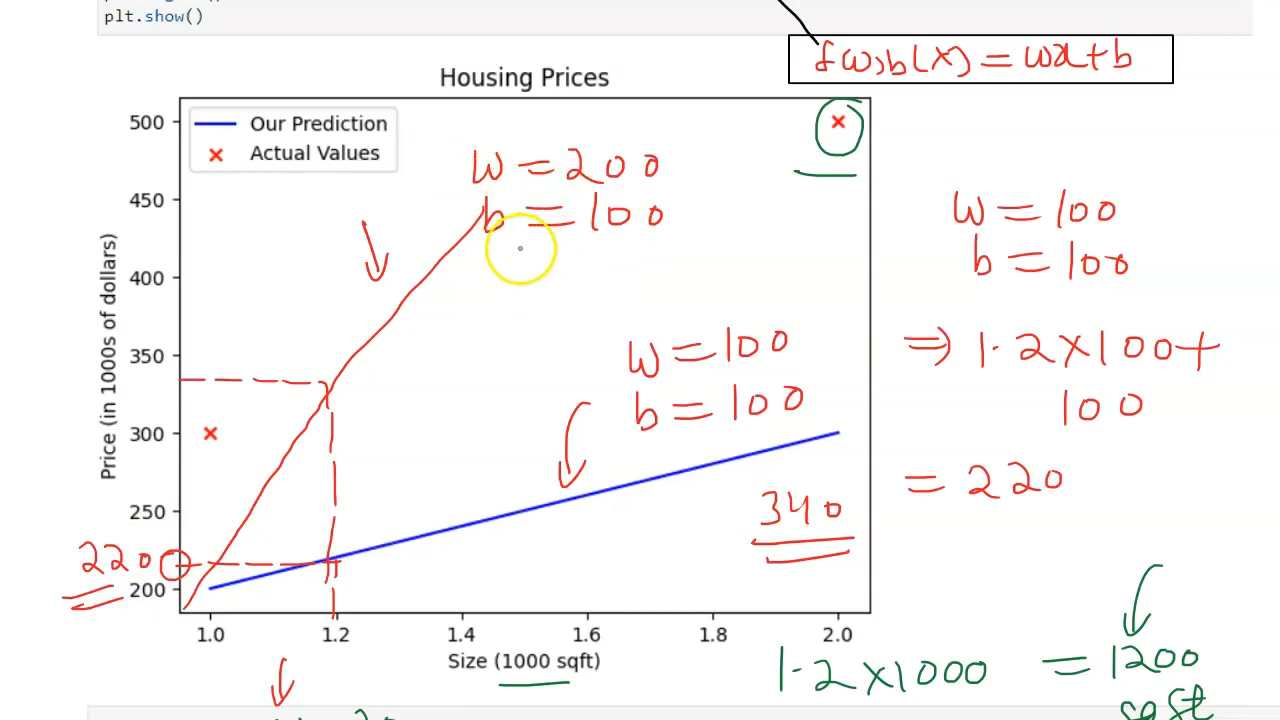 plt.show()
fw,b(x) = wx+b
Housing Prices
Our Prediction
Actual Values
500
450
400
350
300
250
200
Price (in 1000s of dollars)
w = 200
b = 100
w = 100
b = 100
w = 100
b = 100
⇒ 1.2×100+
100
= 220
340
220
1.0 1.2 1.4 1.6 1.8 2.0
Size (1000 sqft)
1.2×1000 = 1200